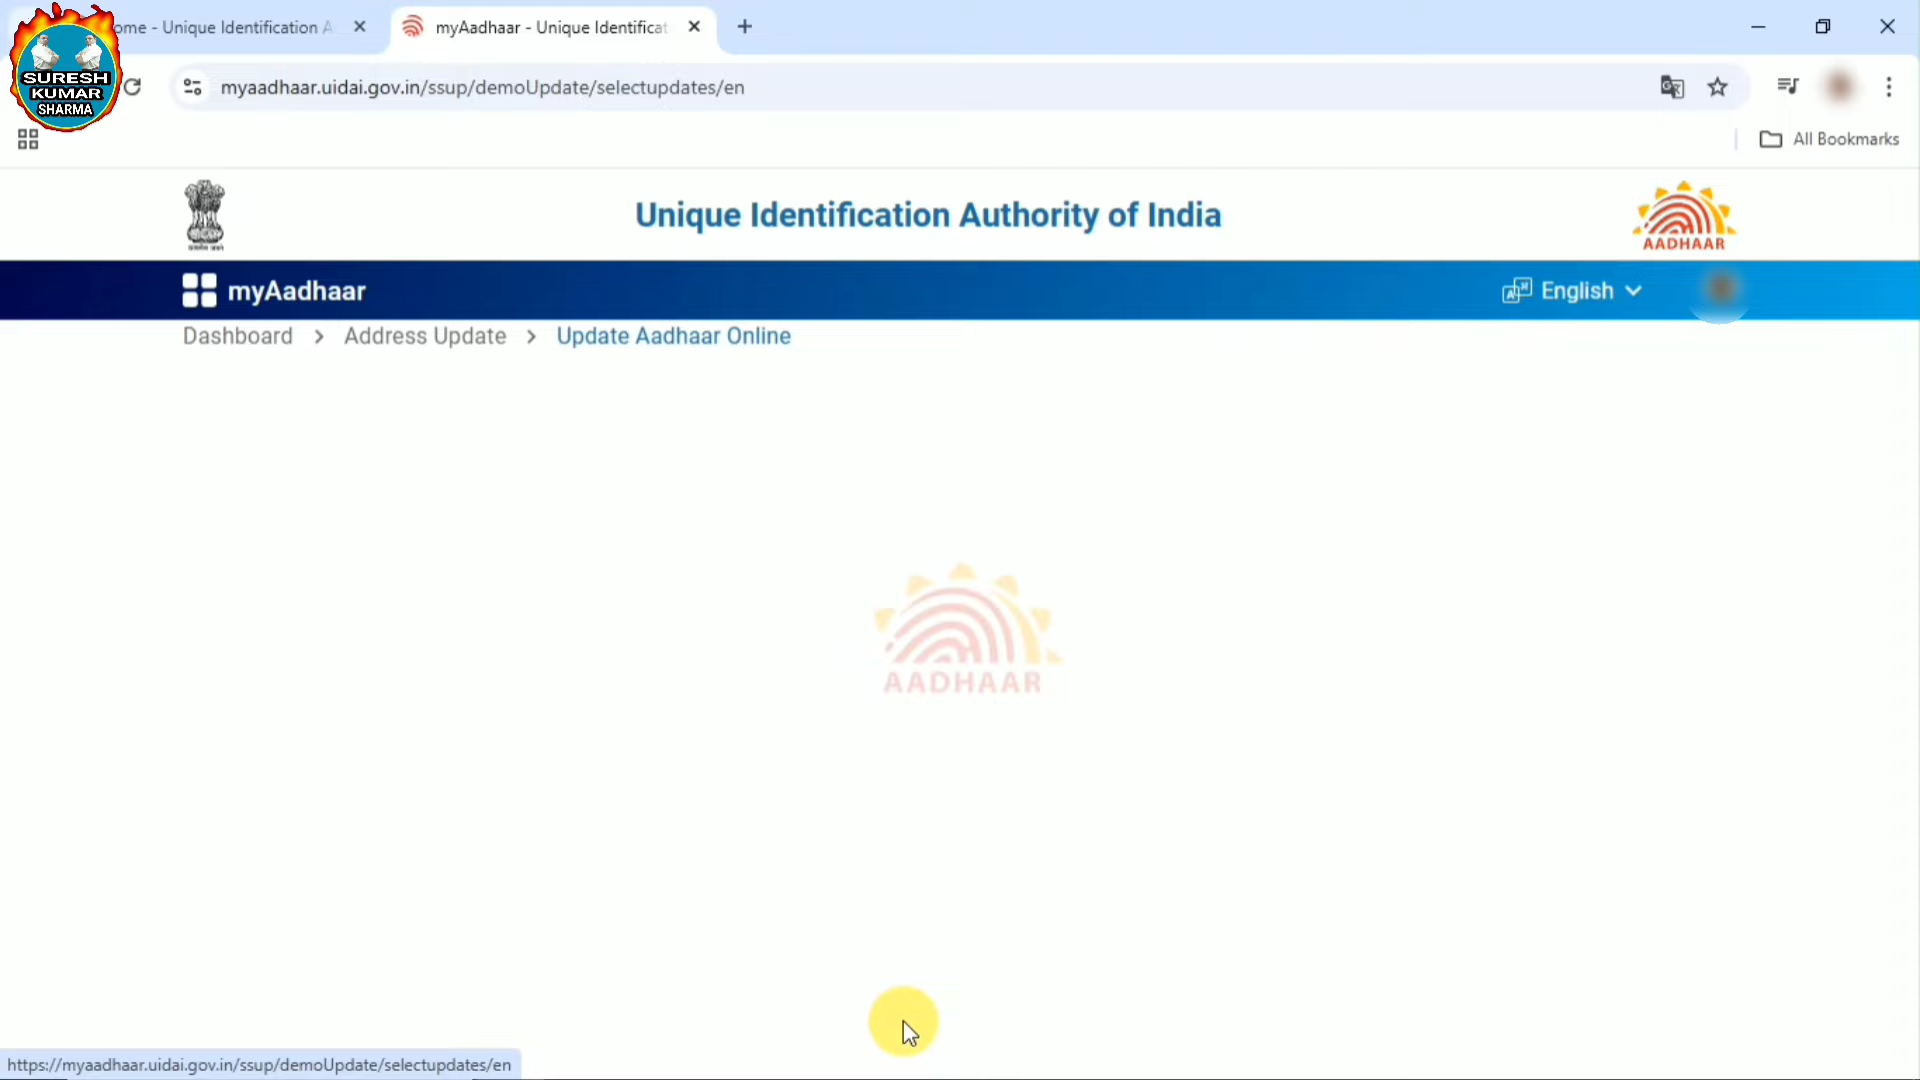 ome - Unique Identification A
myAadhaar - Unique Identificat
SURESH
KUMAR
SHARMA
myaadhaar.uidai.gov.in/ssup/demoUpdate/selectupdates/en
All Bookmarks
Unique Identification Authority of India
AADHAAR
myAadhaar
English
Dashboard > Address Update > Update Aadhaar Online
AADHAAR
https://myaadhaar.uidai.gov.in/ssup/demoUpdate/selectupdates/en